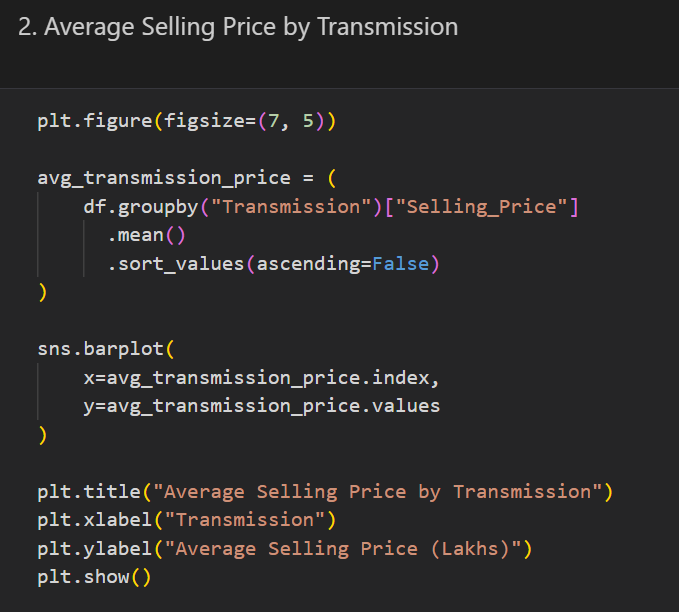 2. Average Selling Price by Transmission
plt.figure(figsize=(7, 5))
avg_transmission_price = (
    df.groupby("Transmission")["Selling_Price"]
      .mean()
      .sort_values(ascending=False)
)
sns.barplot(
    x=avg_transmission_price.index,
    y=avg_transmission_price.values
)
plt.title("Average Selling Price by Transmission")
plt.xlabel("Transmission")
plt.ylabel("Average Selling Price (Lakhs)")
plt.show()